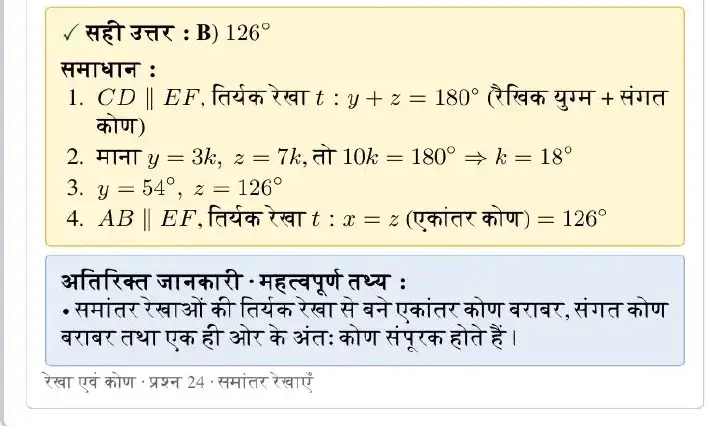 ✓ सही उत्तर : B) 126°
समाधान :
1. CD ∥ EF, तिर्यक रेखा t : y + z = 180° (रैखिक युग्म + संगत
कोण)
2. माना y = 3k, z = 7k, तो 10k = 180° ⇒ k = 18°
3. y = 54°, z = 126°
4. AB ∥ EF, तिर्यक रेखा t : x = z (एकांतर कोण) = 126°
अतिरिक्त जानकारी · महत्वपूर्ण तथ्य :
• समांतर रेखाओं की तिर्यक रेखा से बने एकांतर कोण बराबर, संगत कोण
बराबर तथा एक ही ओर के अंतः कोण संपूरक होते हैं।
रेखा एवं कोण · प्रश्न 24 · समांतर रेखाएँ